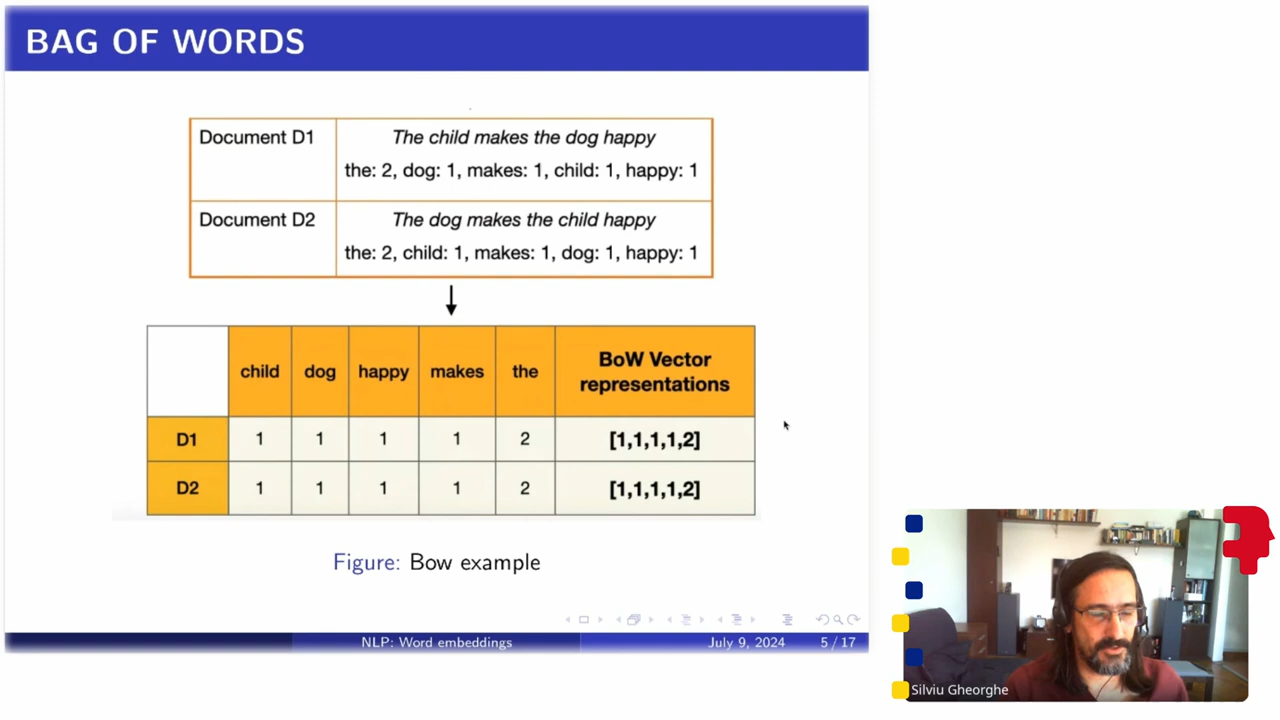 BAG OF WORDS
Document D1
The child makes the dog happy
the: 2, dog: 1, makes: 1, child: 1, happy: 1
Document D2
The dog makes the child happy
the: 2, child: 1, makes: 1, dog: 1, happy: 1
child dog happy makes the BoW Vector representations
D1 1 1 1 1 2 [1,1,1,1,2]
D2 1 1 1 1 2 [1,1,1,1,2]
Figure: Bow example
NLP: Word embeddings July 9, 2024 5 / 17
Silviu Gheorghe